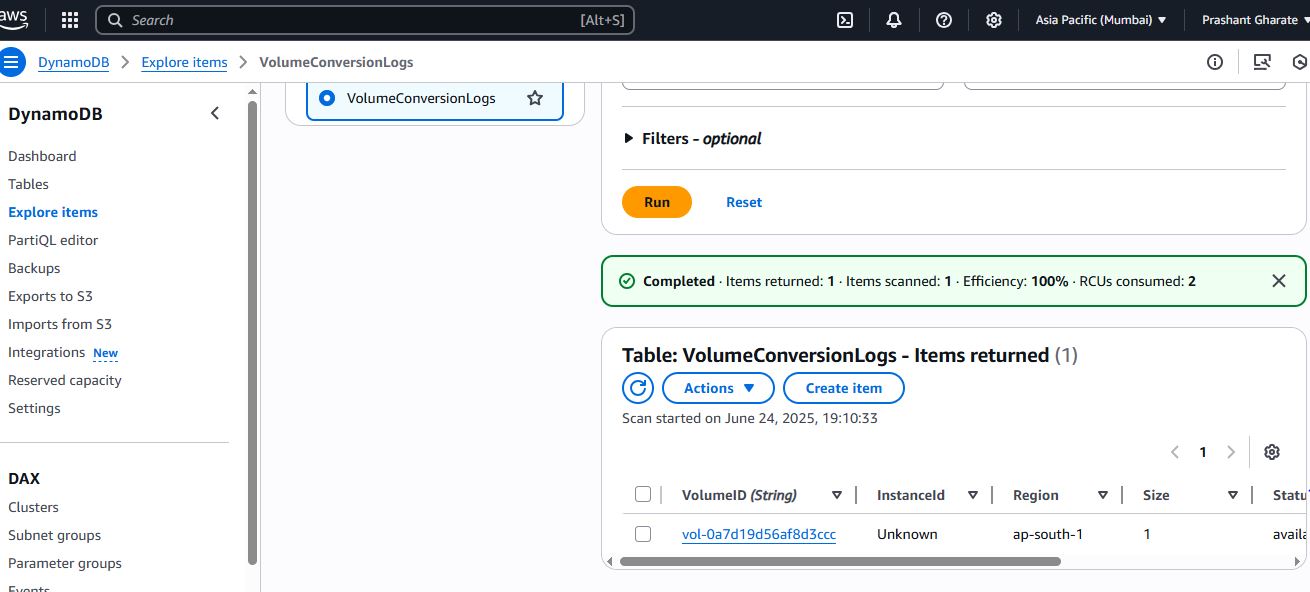 aws
Search [Alt+S]
Asia Pacific (Mumbai) Prashant Gharate
DynamoDB Explore items VolumeConversionLogs
DynamoDB
Dashboard
Tables
Explore items
PartiQL editor
Backups
Exports to S3
Imports from S3
Integrations New
Reserved capacity
Settings
DAX
Clusters
Subnet groups
Parameter groups
Events
VolumeConversionLogs
Filters - optional
Run Reset
Completed · Items returned: 1 · Items scanned: 1 · Efficiency: 100% · RCUs consumed: 2
Table: VolumeConversionLogs - Items returned (1)
Actions Create item
Scan started on June 24, 2025, 19:10:33
1
VolumeID (String) InstanceId Region Size Statu
vol-0a7d19d56af8d3ccc Unknown ap-south-1 1 availa